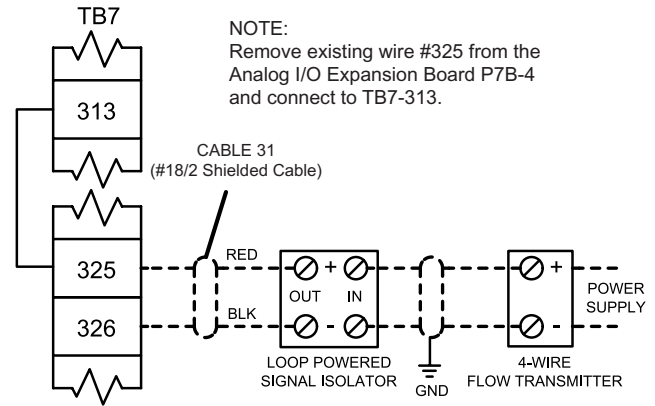 TB7
NOTE:
Remove existing wire #325 from the
Analog I/O Expansion Board P7B-4
and connect to TB7-313.
313
CABLE 31
(#18/2 Shielded Cable)
325
RED
+
OUT IN
+
POWER
SUPPLY
326
BLK
-
-
LOOP POWERED
SIGNAL ISOLATOR
GND
4-WIRE
FLOW TRANSMITTER